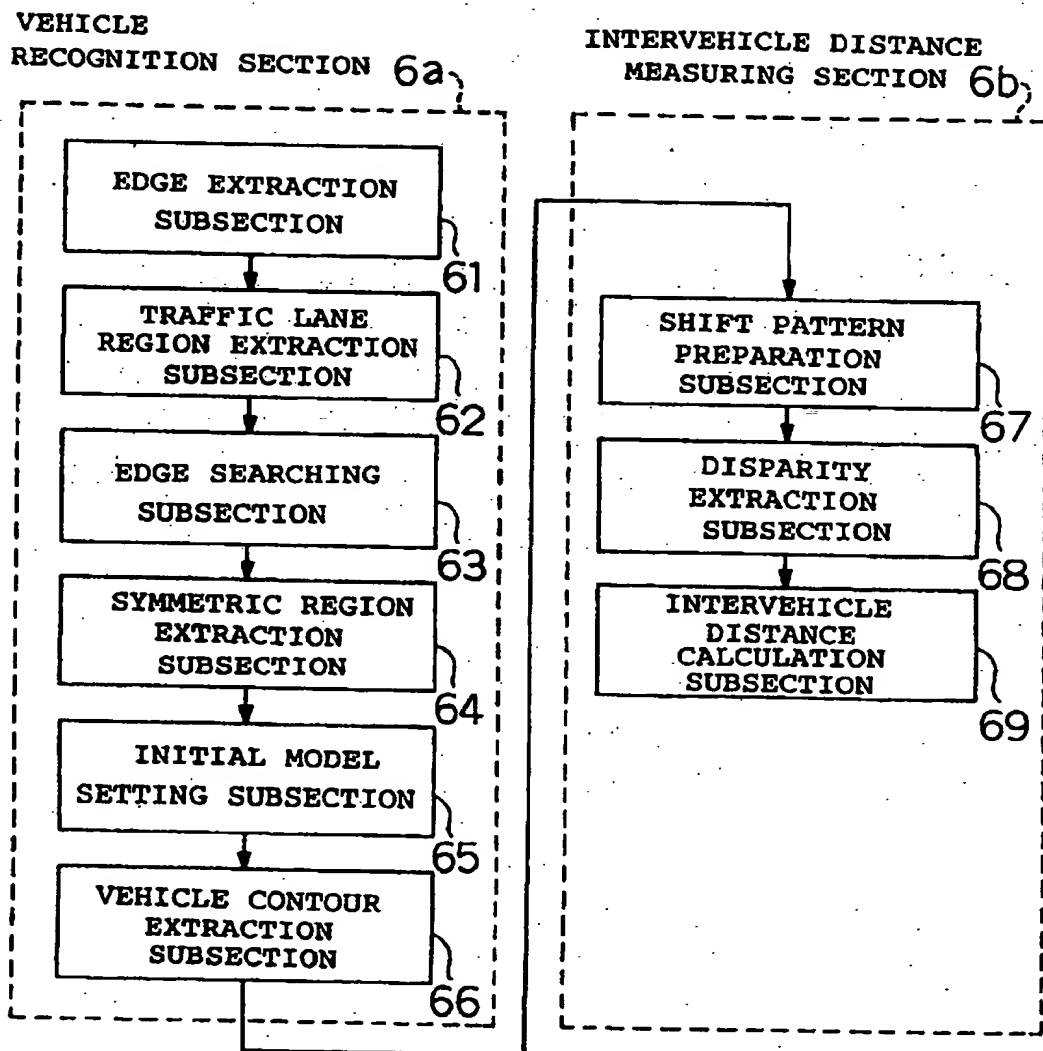 VEHICLE
RECOGNITION SECTION 6a
EDGE EXTRACTION
SUBSECTION
61
TRAFFIC LANE
REGION EXTRACTION
SUBSECTION
62
EDGE SEARCHING
SUBSECTION
63
SYMMETRIC REGION
EXTRACTION
SUBSECTION
64
INITIAL MODEL
SETTING SUBSECTION
65
VEHICLE CONTOUR
EXTRACTION
SUBSECTION
66
INTERVEHICLE DISTANCE
MEASURING SECTION 6b
SHIFT PATTERN
PREPARATION
SUBSECTION
67
DISPARITY
EXTRACTION
SUBSECTION
68
INTERVEHICLE
DISTANCE
CALCULATION
SUBSECTION
69